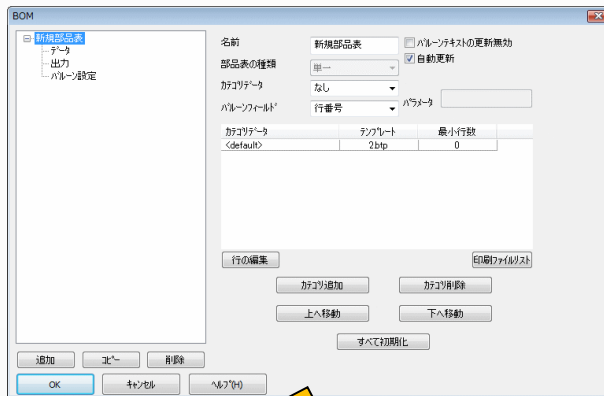 BOM
新規部品表
データ
出力
バルーン設定
名前
新規部品表
バルーンテキストの更新無効
部品表の種類
単一
自動更新
カテゴリデータ
なし
バルーンフィールド
行番号
パラメータ
カテゴリデータ テンプレート 最小行数
<default> 2.btp 0
行の編集
印刷ファイルリスト
カテゴリ追加
カテゴリ削除
上へ移動
下へ移動
すべて初期化
追加
コピー
削除
OK
キャンセル
ヘルプ(H)